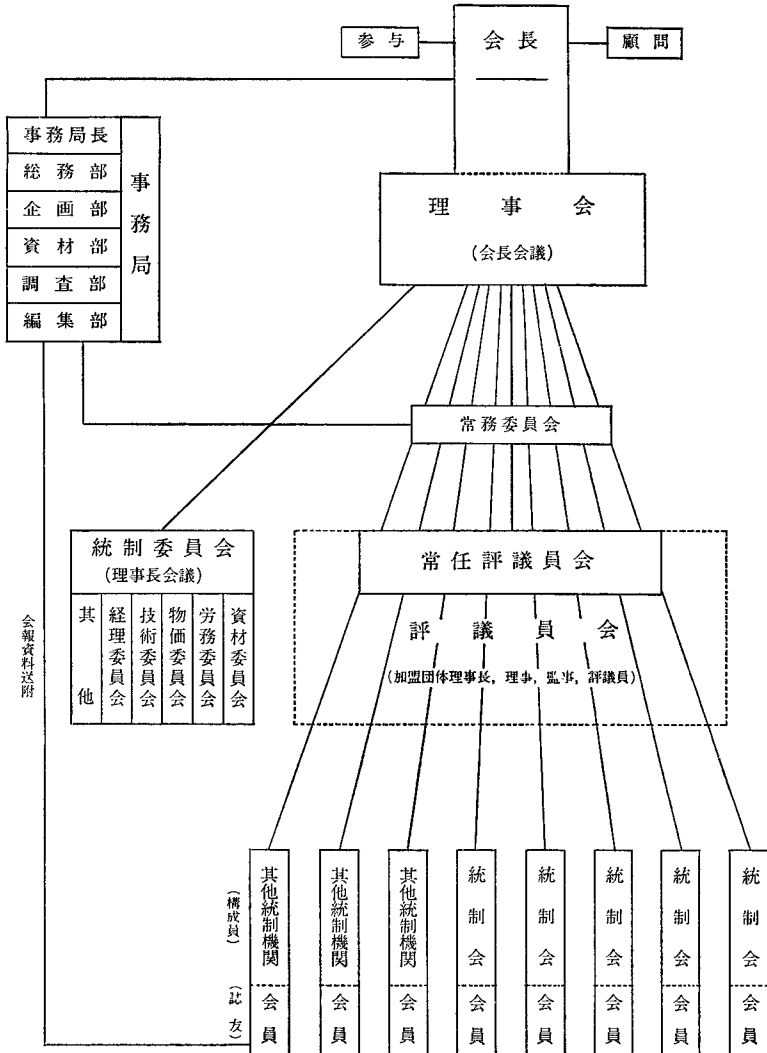 参与
会長
顧問
事務局長
総務部
企画部
資材部
調査部
編集部
事務局
理事会
(会長会議)
常務委員会
統制委員会
(理事長会議)
資材委員会
労務委員会
物価委員会
技術委員会
経理委員会
其他
常任評議員会
評議員会
(加盟団体理事長, 理事, 監事, 評議員)
会報資料送附
(構成員)
其他統制機関
其他統制機関
其他統制機関
統制会
統制会
統制会
統制会
統制会
(誌友)
会員
会員
会員
会員
会員
会員
会員
会員